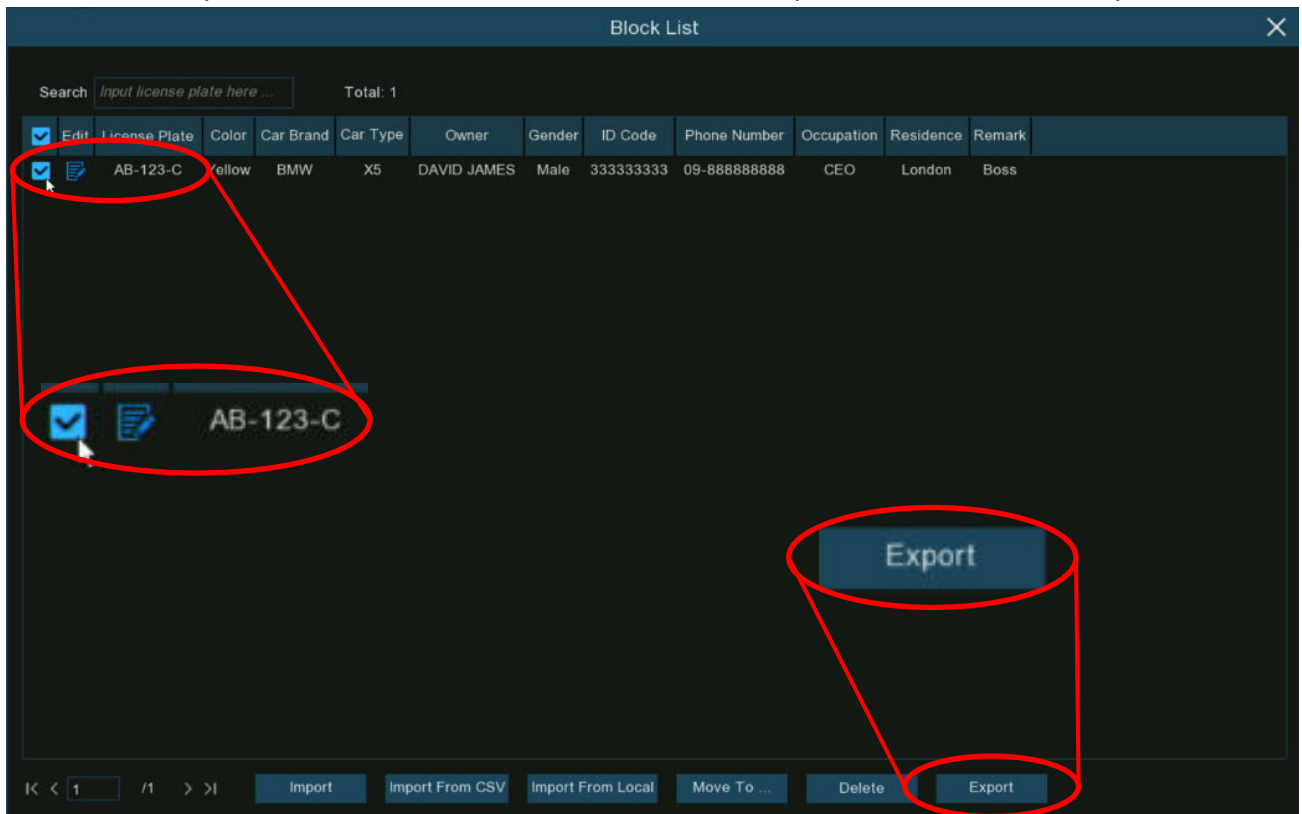 Block List
Search Input license plate here ... Total: 1
Edit License Plate Color Car Brand Car Type Owner Gender ID Code Phone Number Occupation Residence Remark
AB-123-C Yellow BMW X5 DAVID JAMES Male 333333333 09-888888888 CEO London Boss
AB-123-C
Export
1 /1 Import Import From CSV Import From Local Move To ... Delete Export